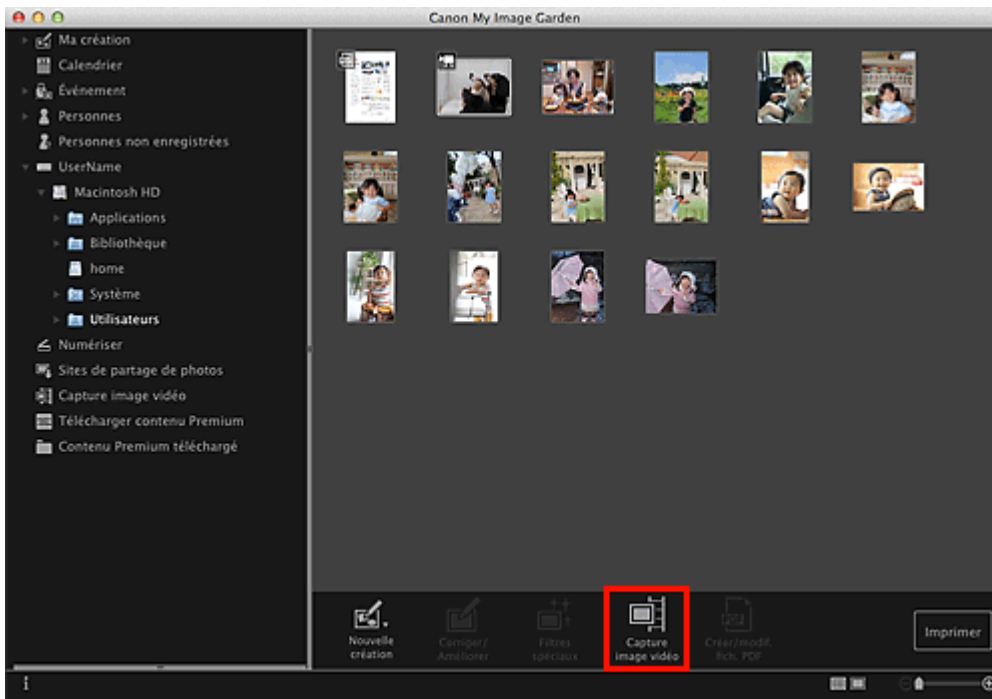 Canon My Image Garden
Ma création
Calendrier
Événement
Personnes
Personnes non enregistrées
UserName
Macintosh HD
Applications
Bibliothèque
home
Système
Utilisateurs
Numériser
Sites de partage de photos
Capture image vidéo
Télécharger contenu Premium
Contenu Premium téléchargé
Nouvelle
création
Corriger/
Améliorer
Filtres
spéciaux
Capture
image vidéo
Créer/modif.
fich. PDF
Imprimer